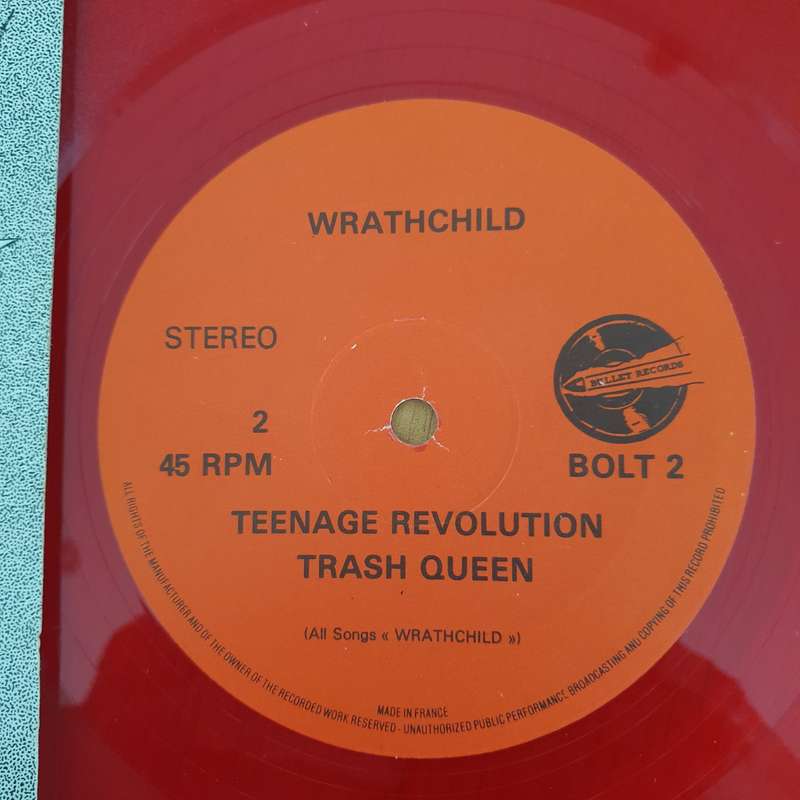 WRATHCHILD
STEREO
BULLET RECORDS
2
45 RPM
BOLT 2
TEENAGE REVOLUTION
TRASH QUEEN
(All Songs « WRATHCHILD »)
MADE IN FRANCE
ALL RIGHTS OF THE MANUFACTURER AND OF THE OWNER OF THE RECORDED WORK RESERVED - UNAUTHORIZED PUBLIC PERFORMANCE BROADCASTING AND COPYING OF THIS RECORD PROHIBITED